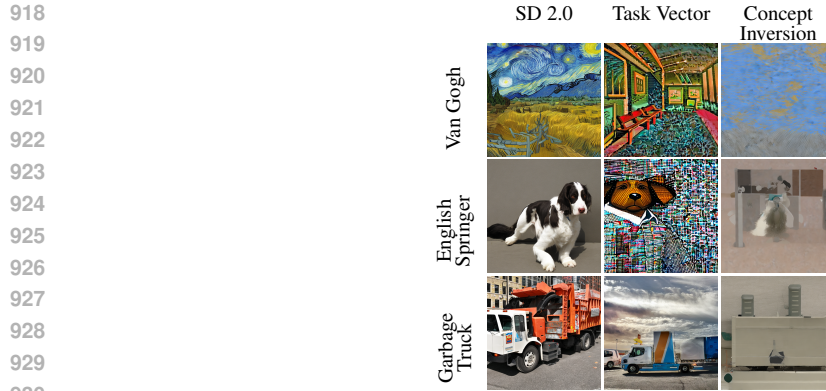 918
919
920
921
922
923
924
925
926
927
928
929
SD 2.0 Task Vector Concept
Inversion
Van Gogh
English
Springer
Garbage
Truck